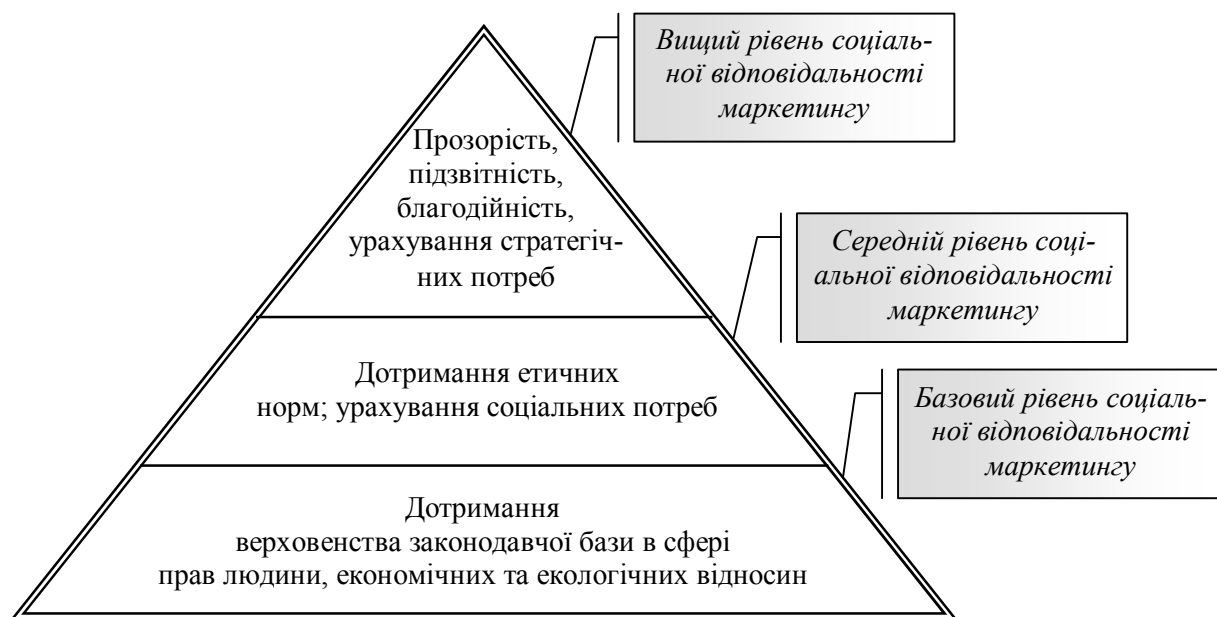 Вищий рівень соціаль-
ної відповідальності
маркетингу
Прозорість,
підзвітність,
благодійність,
урахування стратегіч-
них потреб
Середній рівень соці-
альної відповідальності
маркетингу
Дотримання етичних
норм; урахування соціальних потреб
Базовий рівень соціаль-
ної відповідальності
маркетингу
Дотримання
верховенства законодавчої бази в сфері
прав людини, економічних та екологічних відносин